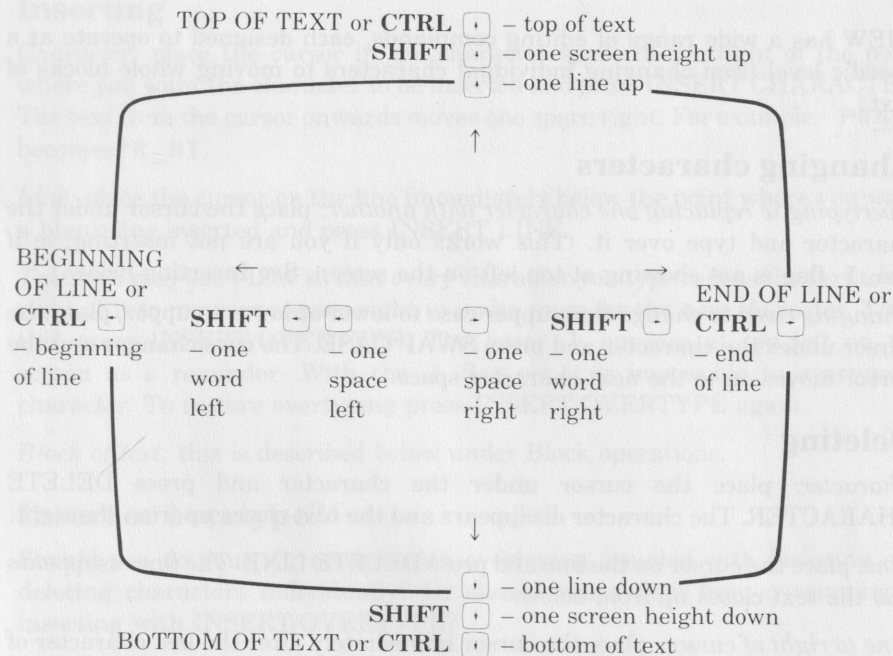 TOP OF TEXT or CTRL – top of text
SHIFT – one screen height up
– one line up
↑
← →
BEGINNING
OF LINE or
CTRL
– beginning
of line
SHIFT
– one
word
left
– one
space
left
– one
space
right
SHIFT
– one
word
right
END OF LINE or
CTRL
– end
of line
↓
– one line down
SHIFT – one screen height down
BOTTOM OF TEXT or CTRL – bottom of text